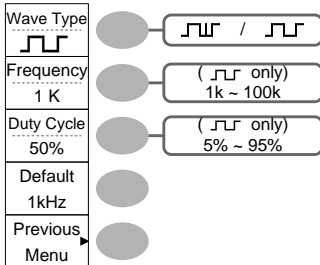 Wave Type
/
Frequency
( only)
1 K
1k ~ 100k
Duty Cycle
( only)
50%
5% ~ 95%
Default
1kHz
Previous
Menu